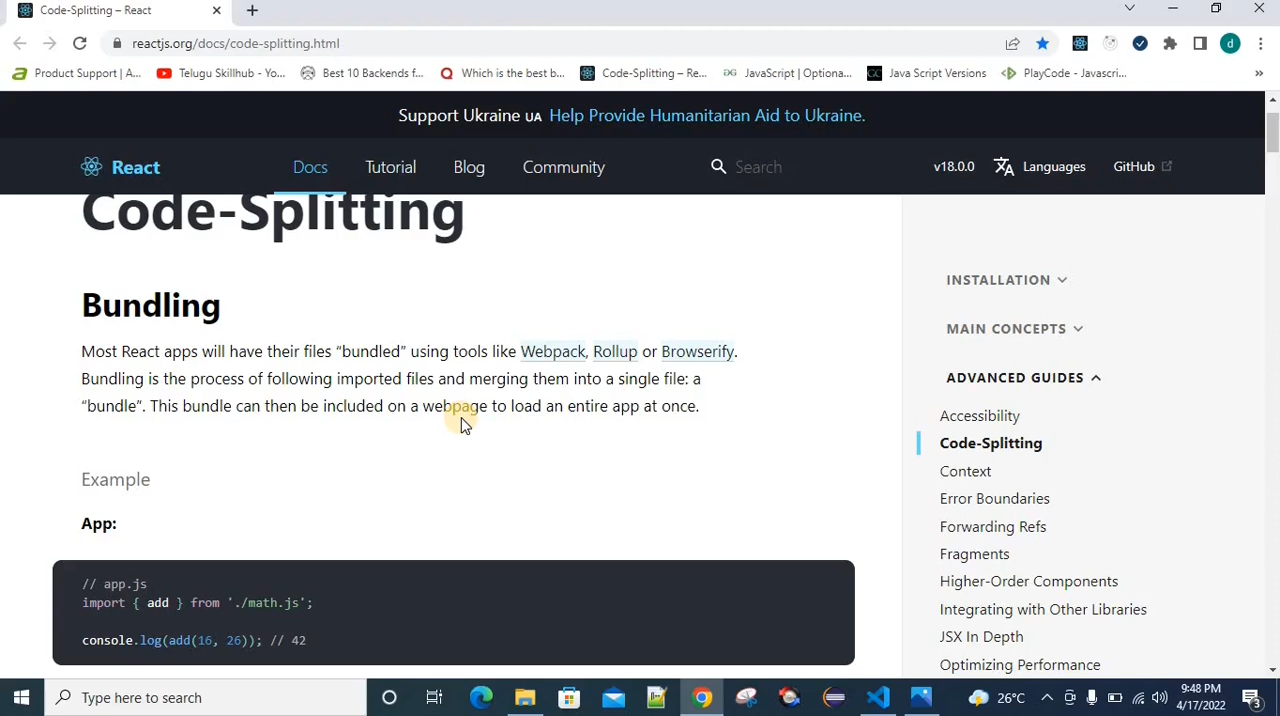 Code-Splitting – React
reactjs.org/docs/code-splitting.html
d
Product Support | A...
Telugu Skillhub - Yo...
Best 10 Backends f...
Which is the best b...
Code-Splitting – Re...
JavaScript | Optiona...
Java Script Versions
PlayCode - Javascri...
»
Support Ukraine UA Help Provide Humanitarian Aid to Ukraine.
React
Docs
Tutorial
Blog
Community
Search
v18.0.0
Languages
GitHub
Code-Splitting
Bundling
Most React apps will have their files “bundled” using tools like Webpack, Rollup or Browserify.
Bundling is the process of following imported files and merging them into a single file: a
“bundle”. This bundle can then be included on a webpage to load an entire app at once.
Example
App:
// app.js
import { add } from './math.js';
console.log(add(16, 26)); // 42
INSTALLATION
MAIN CONCEPTS
ADVANCED GUIDES
Accessibility
Code-Splitting
Context
Error Boundaries
Forwarding Refs
Fragments
Higher-Order Components
Integrating with Other Libraries
JSX In Depth
Optimizing Performance
Type here to search
26°C
9:48 PM
4/17/2022
3